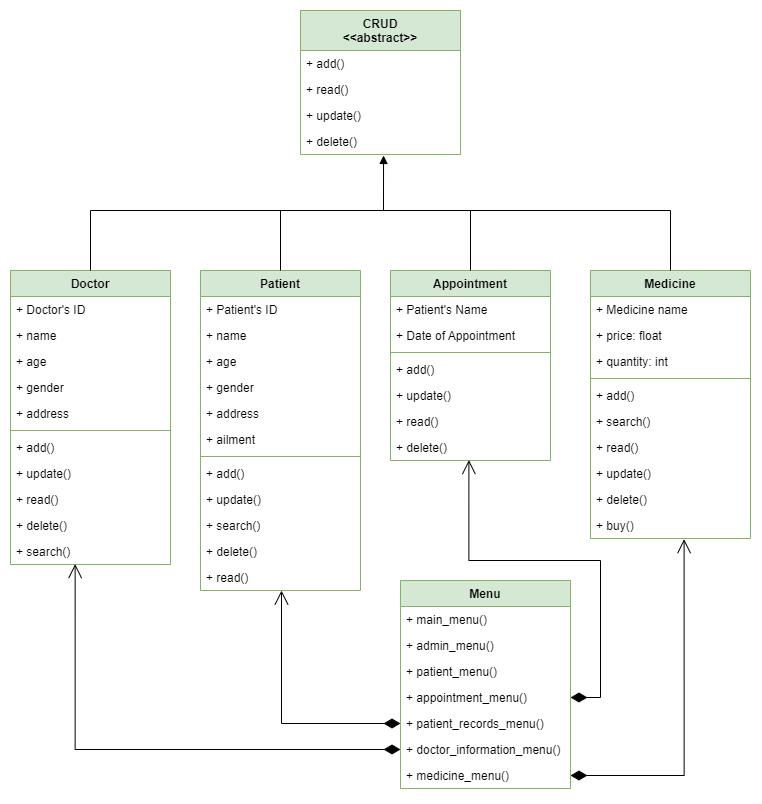 CRUD
<<abstract>>
+ add()
+ read()
+ update()
+ delete()
Doctor
+ Doctor's ID
+ name
+ age
+ gender
+ address
+ add()
+ update()
+ read()
+ delete()
+ search()
Patient
+ Patient's ID
+ name
+ age
+ gender
+ address
+ ailment
+ add()
+ update()
+ search()
+ delete()
+ read()
Appointment
+ Patient's Name
+ Date of Appointment
+ add()
+ update()
+ read()
+ delete()
Medicine
+ Medicine name
+ price: float
+ quantity: int
+ add()
+ search()
+ read()
+ update()
+ delete()
+ buy()
Menu
+ main_menu()
+ admin_menu()
+ patient_menu()
+ appointment_menu()
+ patient_records_menu()
+ doctor_information_menu()
+ medicine_menu()